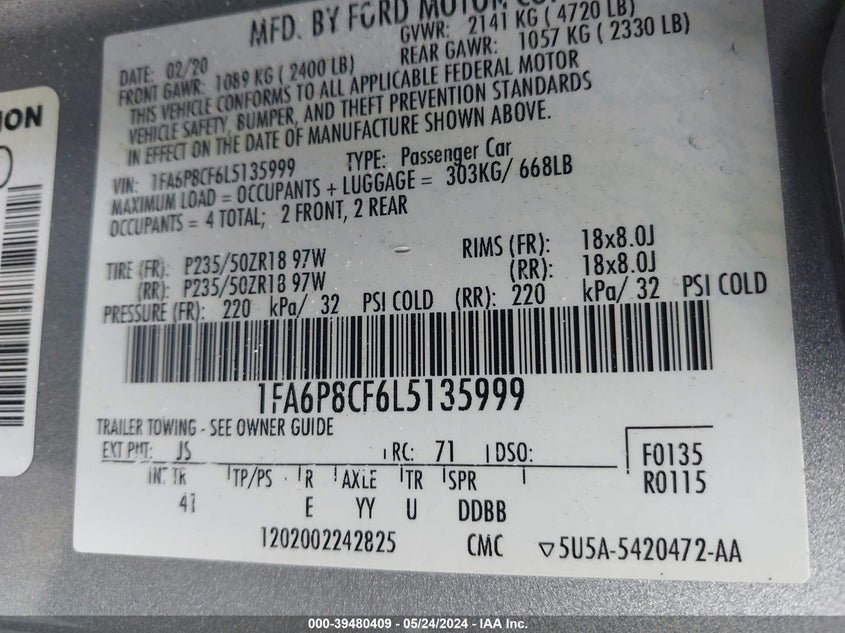 MFD. BY FORD MOTOR CO
DATE: 02/20 GVWR: 2141 KG ( 4720 LB)
FRONT GAWR: 1089 KG ( 2400 LB) REAR GAWR: 1057 KG ( 2330 LB)
THIS VEHICLE CONFORMS TO ALL APPLICABLE FEDERAL MOTOR
VEHICLE SAFETY, BUMPER, AND THEFT PREVENTION STANDARDS
IN EFFECT ON THE DATE OF MANUFACTURE SHOWN ABOVE.
VIN: 1FA6P8CF6L5135999 TYPE: Passenger Car
MAXIMUM LOAD = OCCUPANTS + LUGGAGE = 303KG/ 668LB
OCCUPANTS = 4 TOTAL; 2 FRONT, 2 REAR
TIRE (FR): P235/50ZR18 97W RIMS (FR): 18x8.0J
(RR): P235/50ZR18 97W (RR): 18x8.0J
PRESSURE (FR): 220 kPa/ 32 PSI COLD (RR): 220 kPa/ 32 PSI COLD
1FA6P8CF6L5135999
TRAILER TOWING - SEE OWNER GUIDE
EXT PNT: JS RC: 71 DSO: F0135
INT TR TP/PS R AXLE TR SPR R0115
41 E YY U DDBB
1202002242825 CMC ▽5U5A-5420472-AA
ION
000-39480409 - 05/24/2024 - IAA Inc.